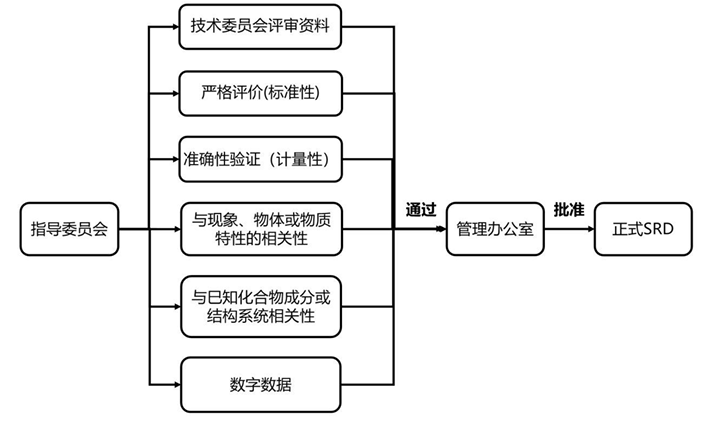 技术委员会评审资料
严格评价(标准性)
准确性验证（计量性）
指导委员会
与现象、物体或物质
特性的相关性
通过
管理办公室
批准
正式SRD
与巳知化合物成分或
结构系统相关性
数字数据